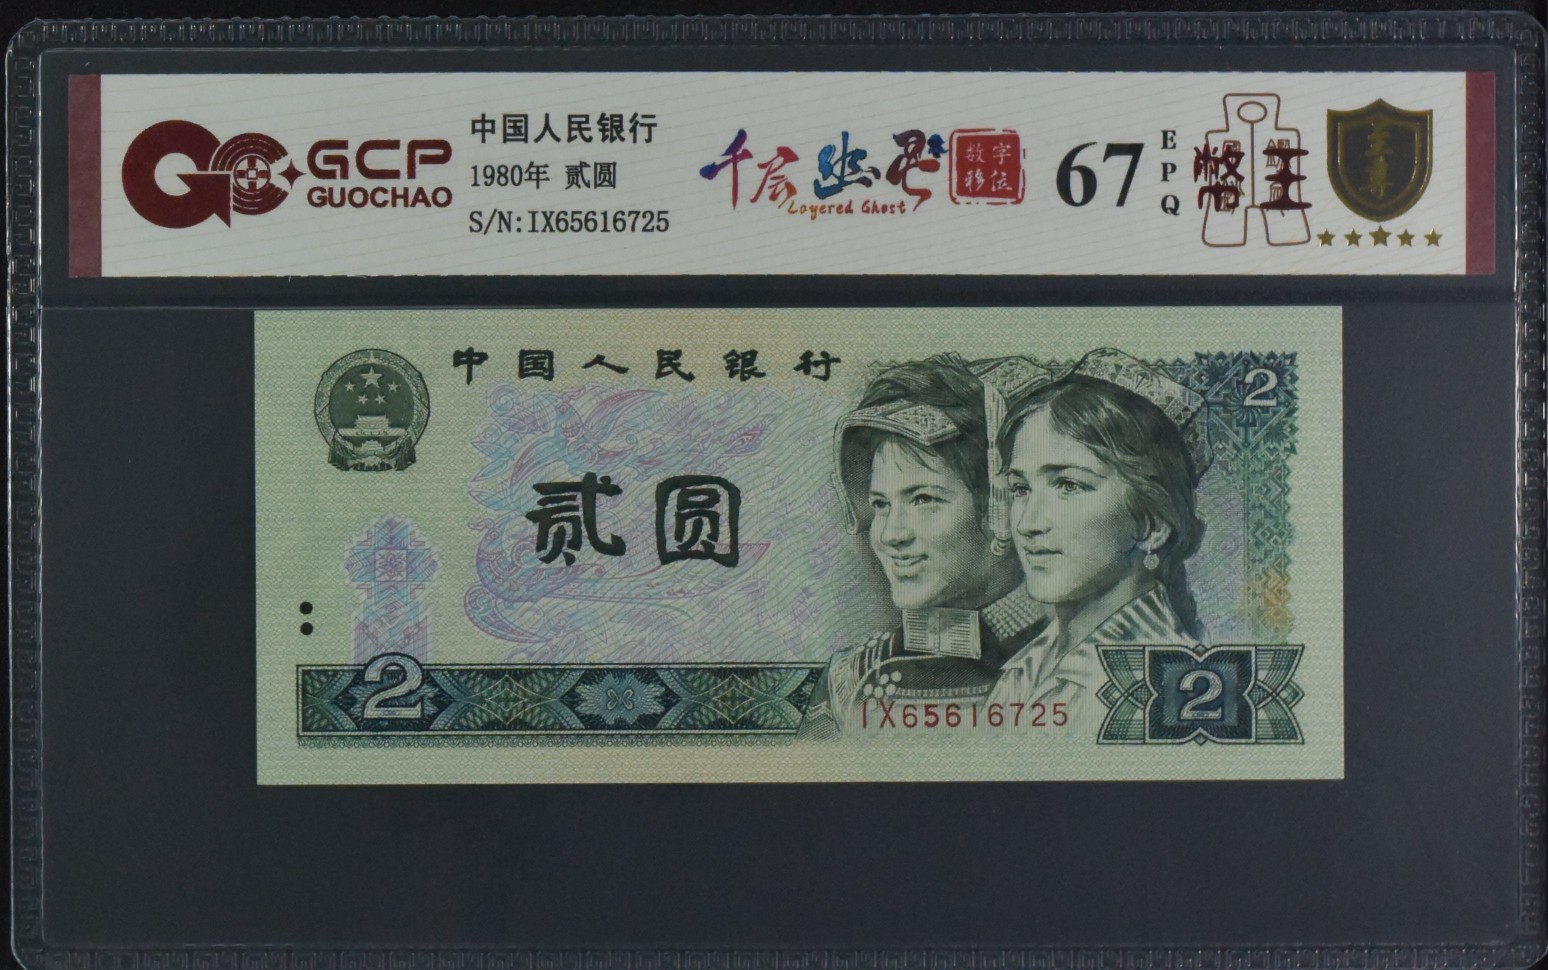 GCP
GUOCHAO
中国人民银行
1980年 贰圆
S/N:IX65616725
千层幽灵
Layered Ghost
数字
移位
67
EPQ
至尊
中国人民银行
2
贰圆
2
IX65616725
2